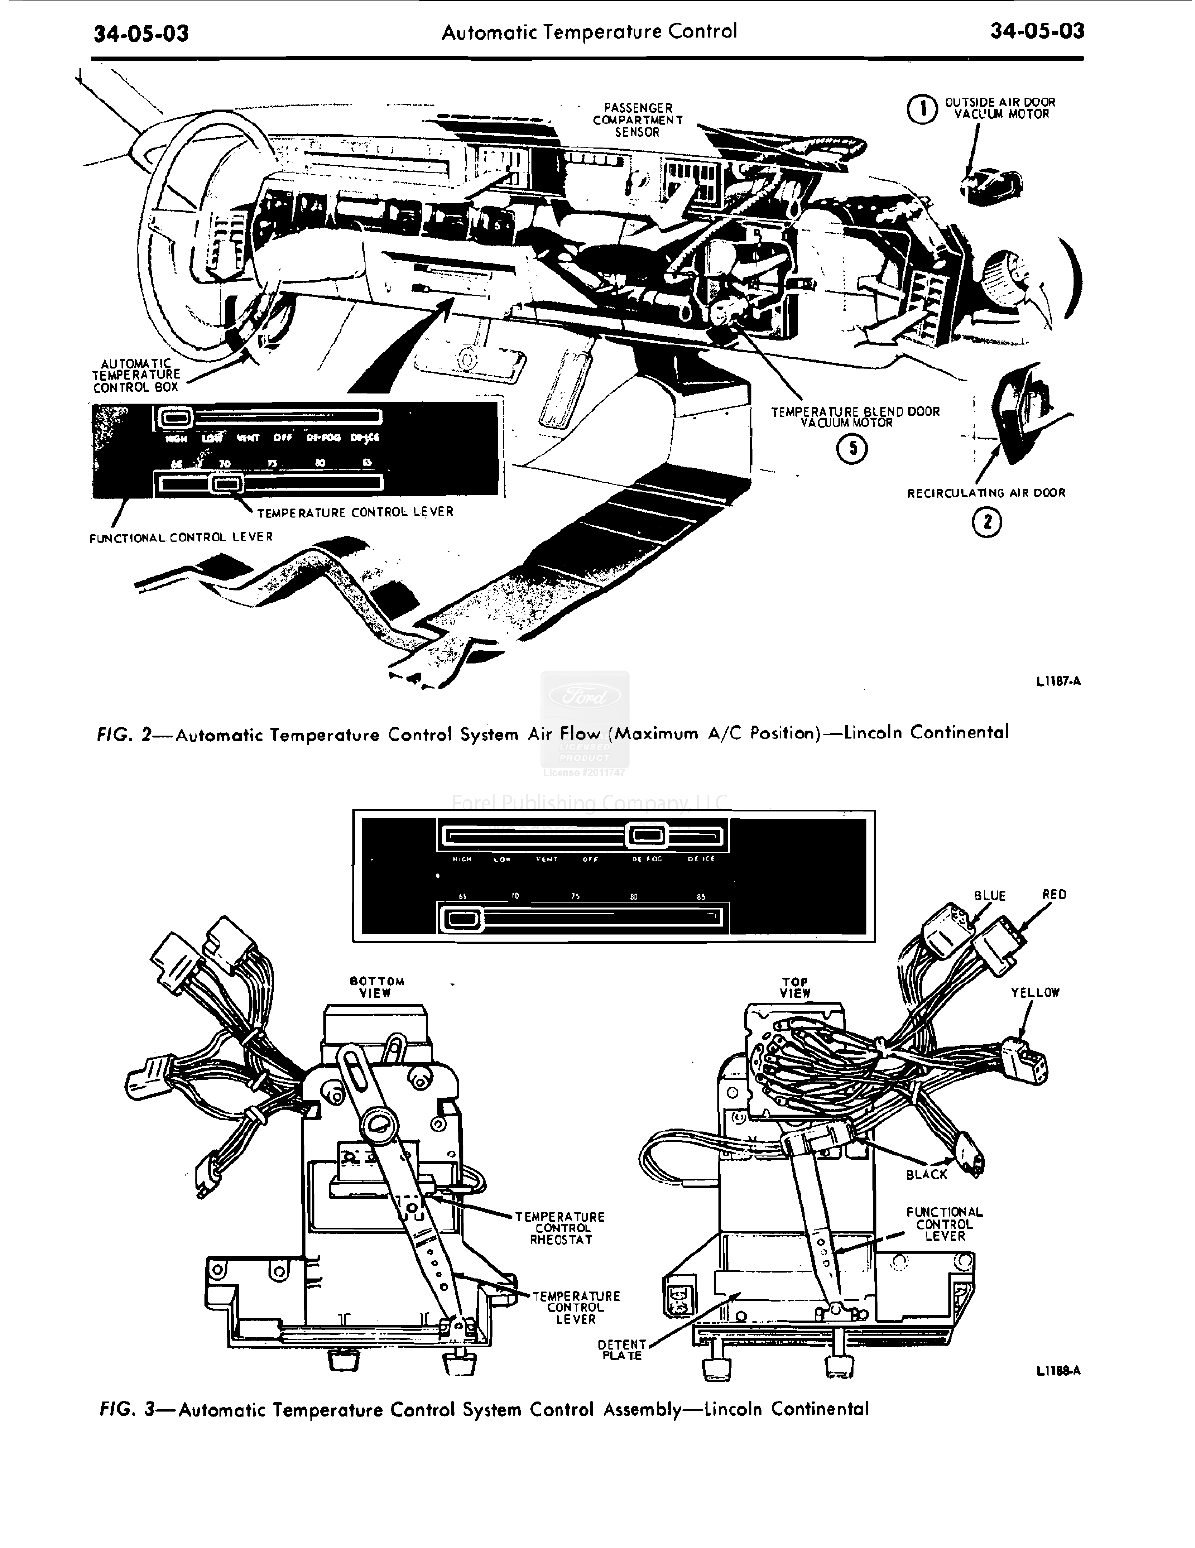 34-05-03 Automatic Temperature Control 34-05-03
PASSENGER
COMPARTMENT
SENSOR
1 OUTSIDE AIR DOOR
VACUUM MOTOR
AUTOMATIC
TEMPERATURE
CONTROL BOX
HIGH LOW VENT OFF DE-FOG DE-ICE
65 70 75 80 85
TEMPERATURE CONTROL LEVER
FUNCTIONAL CONTROL LEVER
TEMPERATURE BLEND DOOR
VACUUM MOTOR
5
RECIRCULATING AIR DOOR
2
L1187-A
FIG. 2—Automatic Temperature Control System Air Flow (Maximum A/C Position)—Lincoln Continental
Ford
LICENSED
PRODUCT
License #2011747
Forel Publishing Company, LLC
HIGH LOW VENT OFF DE FOG DE ICE
65 70 75 80 85
BLUE RED
BOTTOM
VIEW
TOP
VIEW
YELLOW
BLACK
TEMPERATURE
CONTROL
RHEOSTAT
FUNCTIONAL
CONTROL
LEVER
TEMPERATURE
CONTROL
LEVER
DETENT
PLATE
L1188-A
FIG. 3—Automatic Temperature Control System Control Assembly—Lincoln Continental